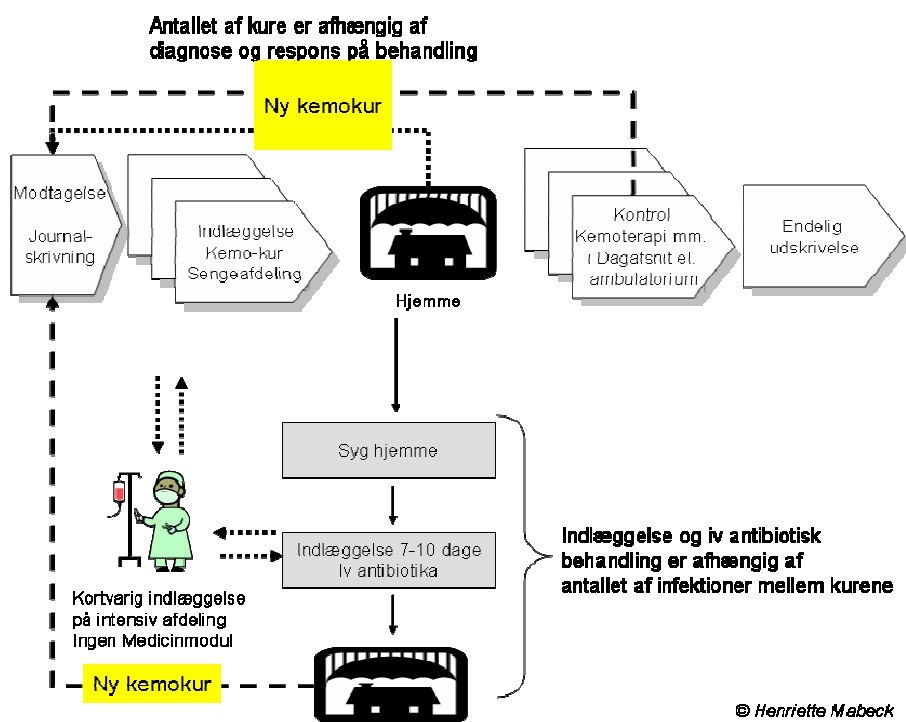 Antallet af kure er afhængig af
diagnose og respons på behandling
Ny kemokur
Modtagelse
Journal-
skrivning
Indlæggelse
Kemo-kur
Sengeafdeling
Hjemme
Kontrol
Kemoterapi mm.
i Dagafsnit el.
ambulatorium
Endelig
udskrivelse
Syg hjemme
Indlæggelse 7-10 dage
Iv antibiotika
Indlæggelse og iv antibiotisk
behandling er afhængig af
antallet af infektioner mellem kurene
Kortvarig indlæggelse
på intensiv afdeling
Ingen Medicinmodul
Ny kemokur
© Henriette Mabeck